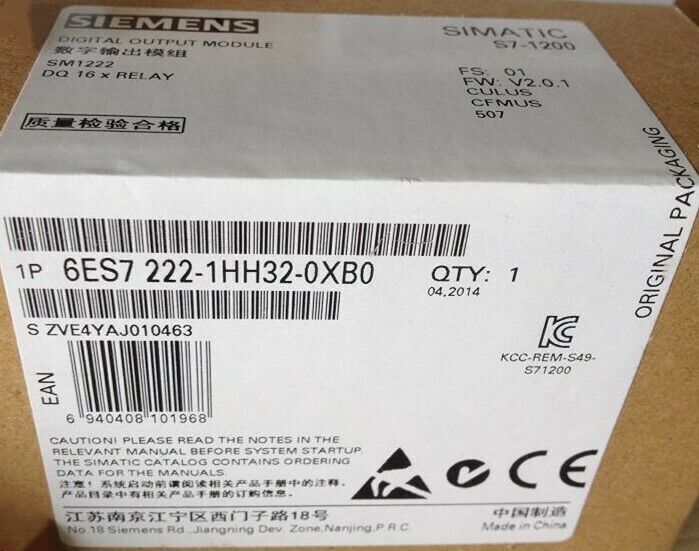 SIEMENS
DIGITAL OUTPUT MODULE
数字输出模组
SM1222
DQ 16 x RELAY
质量检验合格
SIMATIC
S7-1200
FS: 01
FW: V2.0.1
CULUS
CFMUS
507
ORIGINAL PACKAGING
1P 6ES7 222-1HH32-0XB0
QTY: 1
04,2014
S ZVE4YAJ010463
KCC-REM-S49-
S71200
EAN
6 940408 101968
CAUTION! PLEASE READ THE NOTES IN THE
RELEVANT MANUAL BEFORE SYSTEM STARTUP.
THE SIMATIC CATALOG CONTAINS ORDERING
DATA FOR THE MANUALS.
注意! 系统启动前请阅读相关产品手册中的注释。
产品目录中有相关产品手册的订购信息。
CE
江苏南京江宁区西门子路18号
No.18 Siemens Rd.,Jiangning Dev. Zone,Nanjing,P.R.C.
中国制造
Made in China